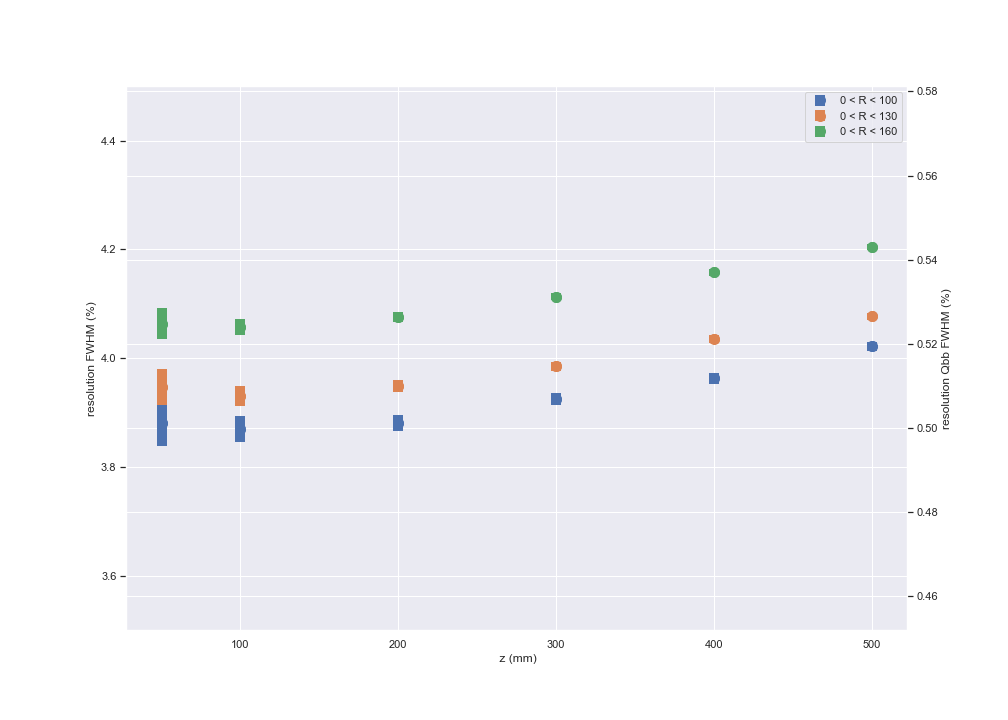 0 < R < 100
0 < R < 130
0 < R < 160
resolution FWHM (%)
4.4
4.2
4.0
3.8
3.6
0.58
0.56
0.54
0.52
0.50
0.48
0.46
resolution Qbb FWHM (%)
100
200
300
400
500
z (mm)